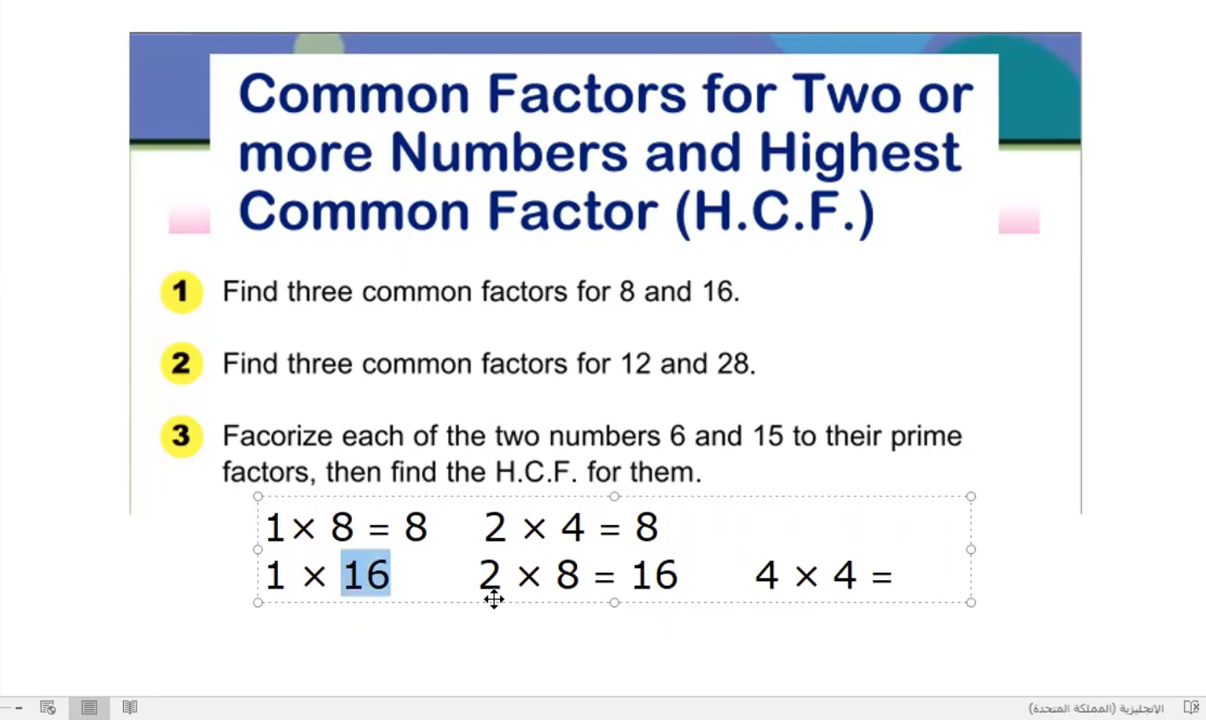 Common Factors for Two or
more Numbers and Highest
Common Factor (H.C.F.)
1 Find three common factors for 8 and 16.
2 Find three common factors for 12 and 28.
3 Facorize each of the two numbers 6 and 15 to their prime
factors, then find the H.C.F. for them.
1× 8 = 8 2 × 4 = 8
1 × 16 2 × 8 = 16 4 × 4 =
الإنجليزية (المملكة المتحدة)